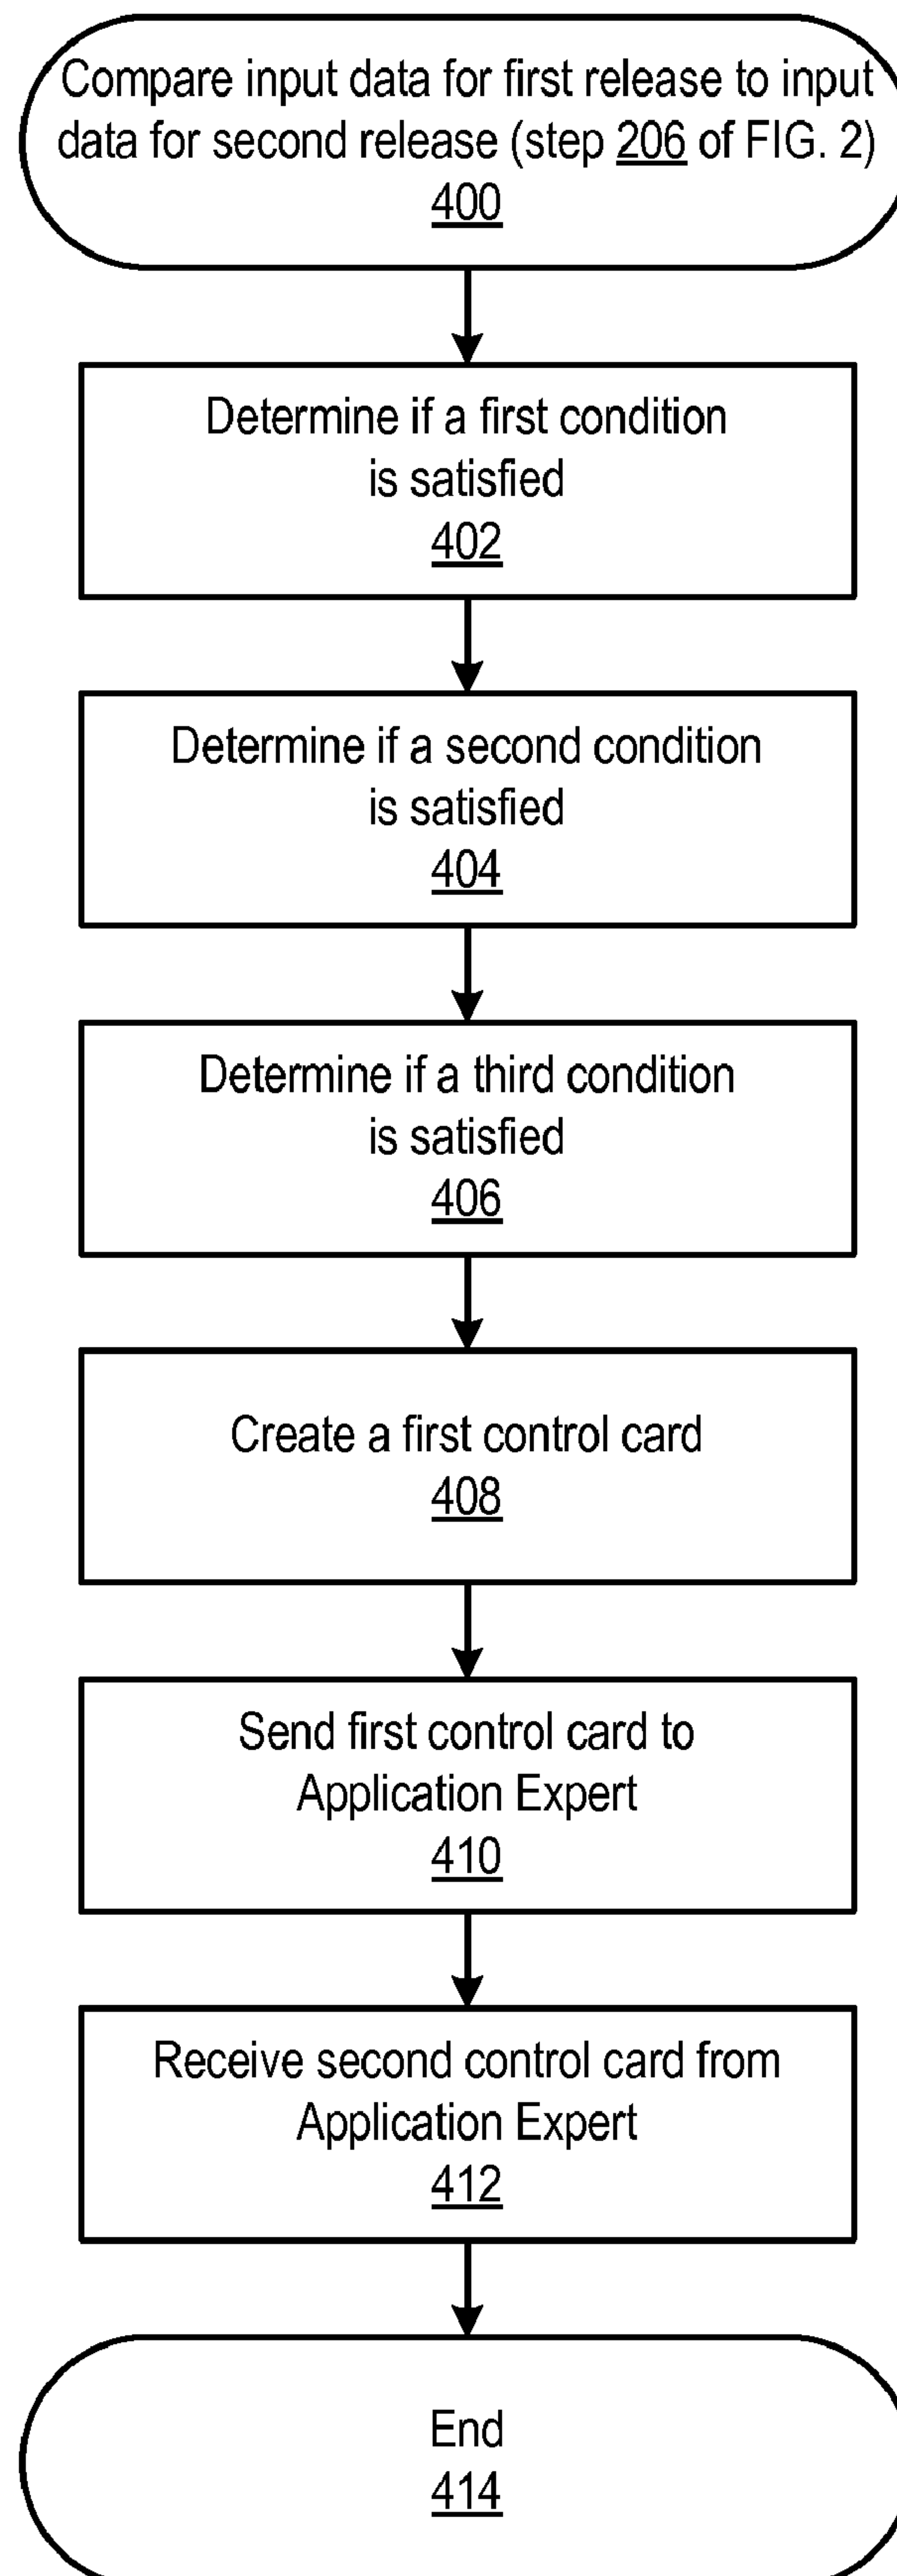 Compare input data for first release to input
data for second release (step 206 of FIG. 2)
400
Determine if a first condition
is satisfied
402
Determine if a second condition
is satisfied
404
Determine if a third condition
is satisfied
406
Create a first control card
408
Send first control card to
Application Expert
410
Receive second control card from
Application Expert
412
End
414